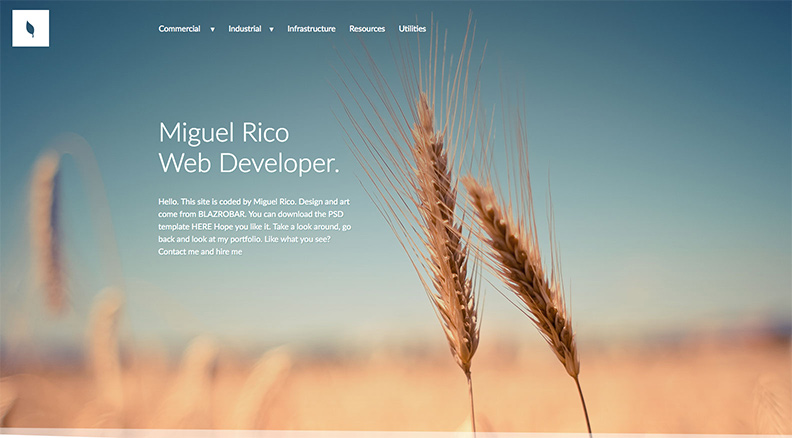 Commercial ▼ Industrial ▼ Infrastructure Resources Utilities
Miguel Rico
Web Developer.
Hello. This site is coded by Miguel Rico. Design and art
come from BLAZROBAR. You can download the PSD
template HERE Hope you like it. Take a look around, go
back and look at my portfolio. Like what you see?
Contact me and hire me